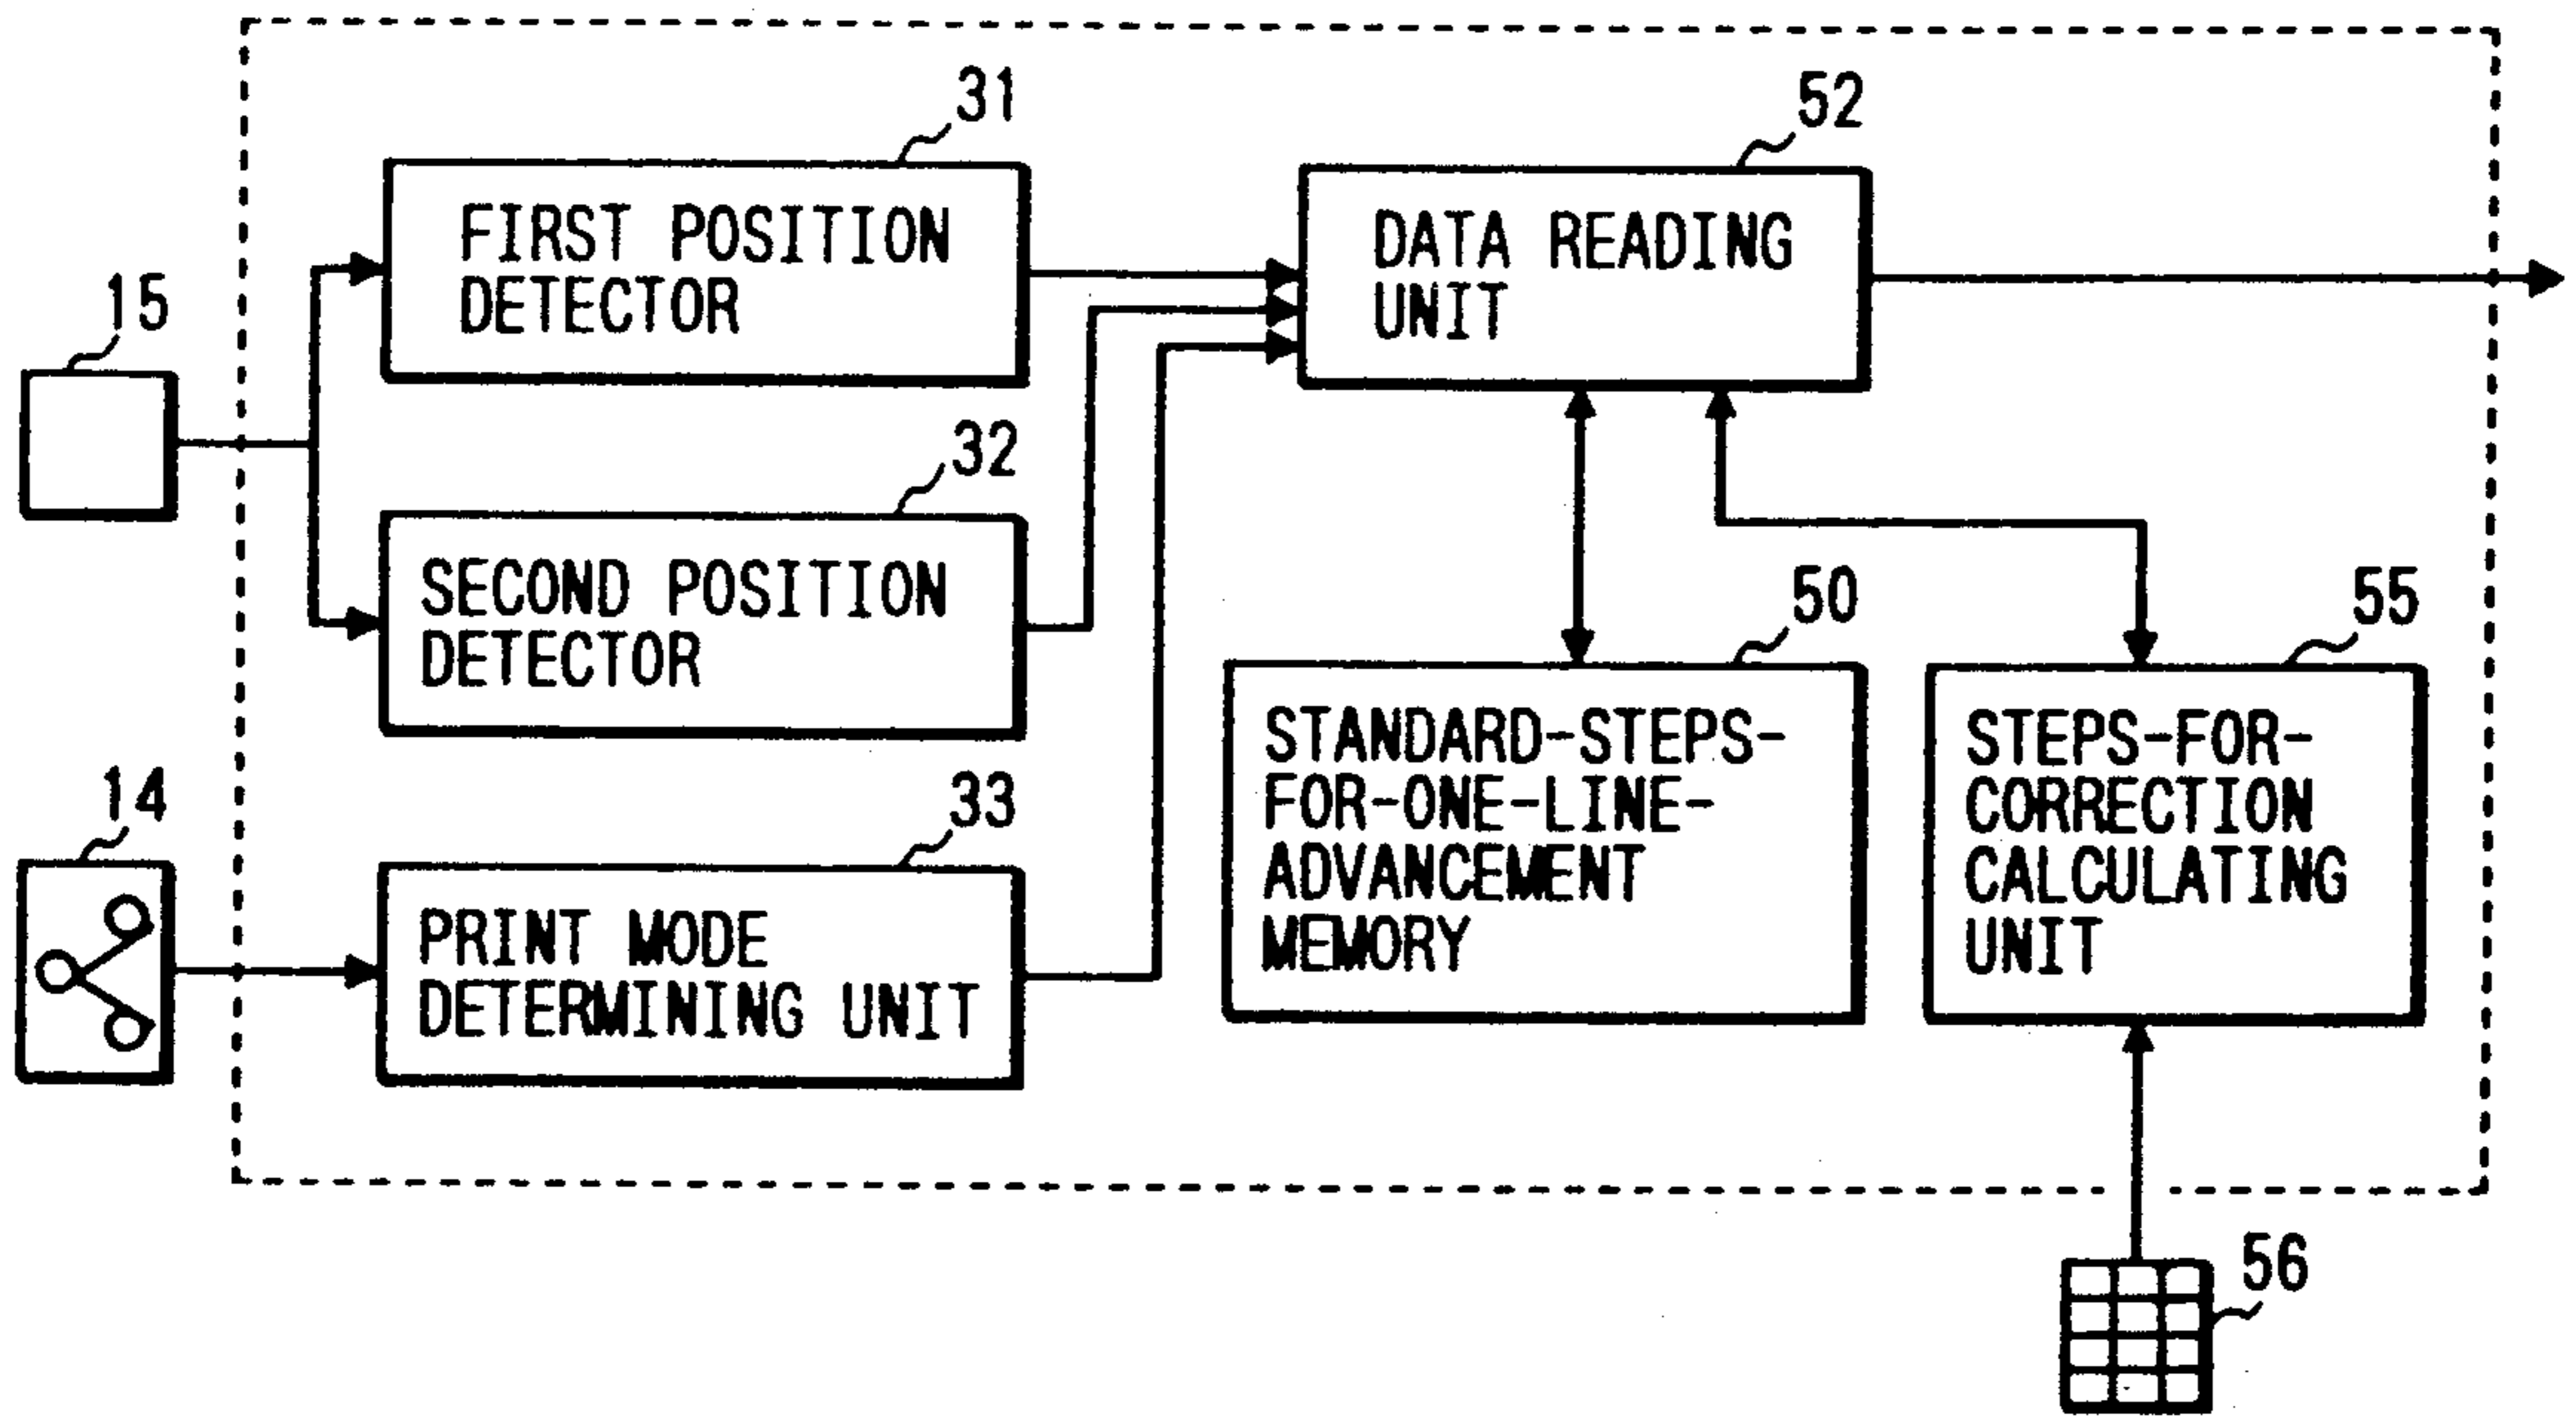 31
FIRST POSITION
DETECTOR
52
DATA READING
UNIT
15
32
SECOND POSITION
DETECTOR
50
STANDARD-STEPS-
FOR-ONE-LINE-
ADVANCEMENT
MEMORY
55
STEPS-FOR-
CORRECTION
CALCULATING
UNIT
14
33
PRINT MODE
DETERMINING UNIT
56